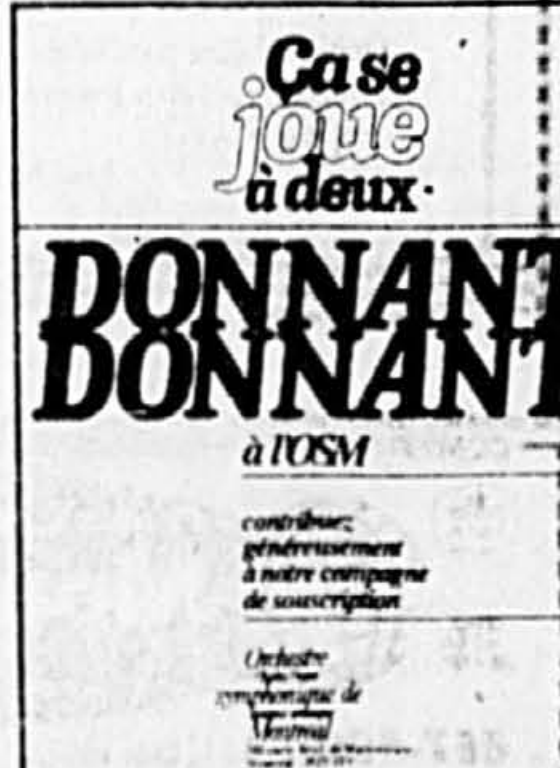 Ça se
joue
à deux.
DONNANT
DONNANT
à l'OSM
contribuez
généreusement
à notre campagne
de souscription
Orchestre
symphonique de
Montréal